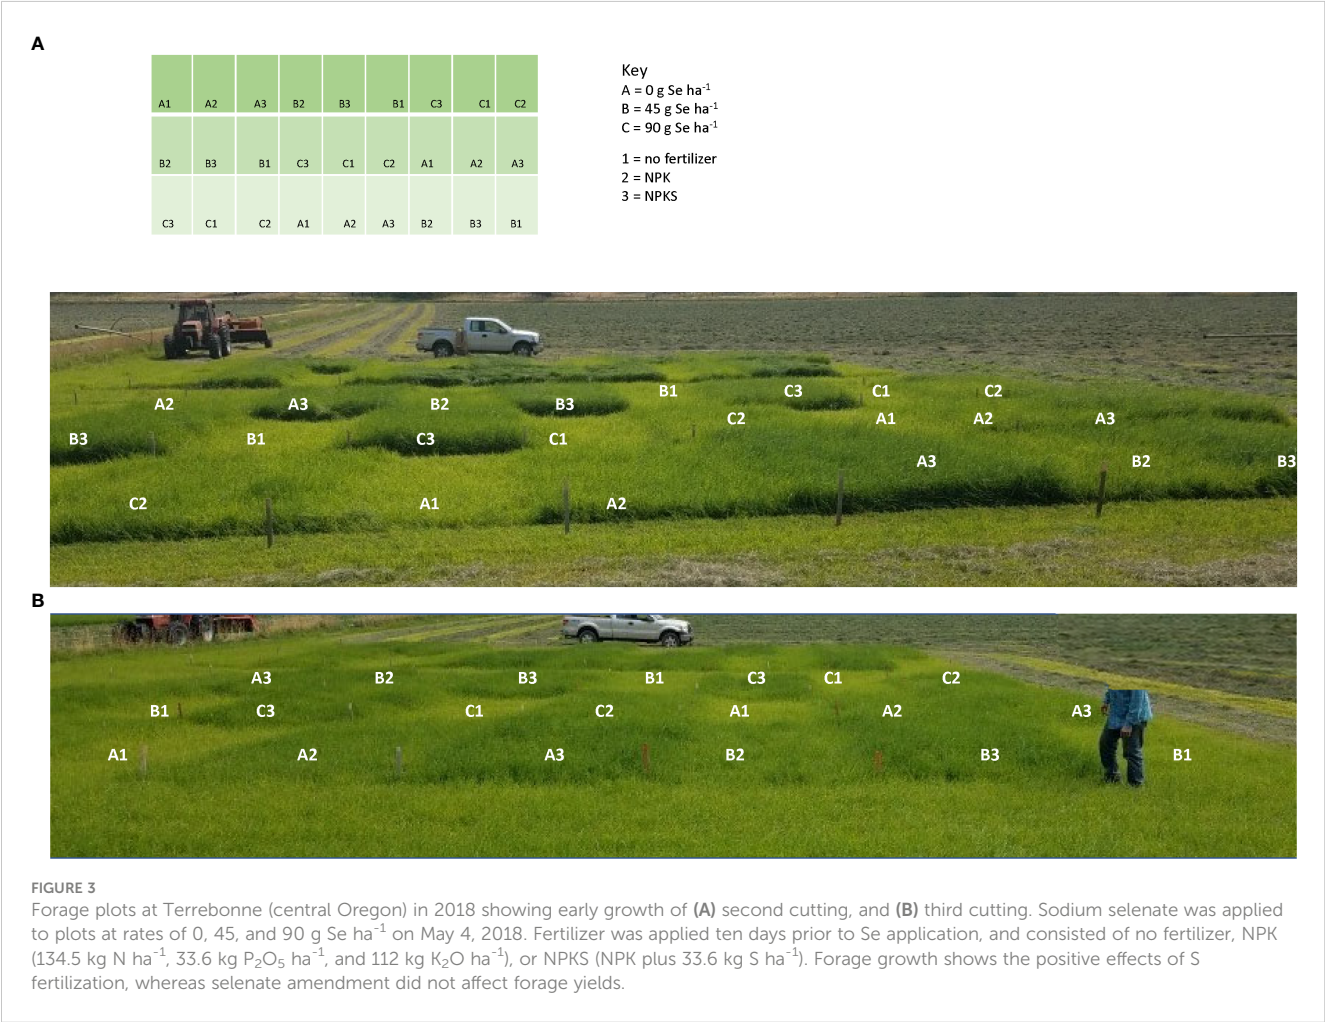 A
A1 A2 A3 B2 B3 B1 C3 C1 C2
B2 B3 B1 C3 C1 C2 A1 A2 A3
C3 C1 C2 A1 A2 A3 B2 B3 B1
Key
A = 0 g Se ha⁻¹
B = 45 g Se ha⁻¹
C = 90 g Se ha⁻¹
1 = no fertilizer
2 = NPK
3 = NPKS
B1 C3 C1 C2
A2 A3 B2 B3
C2 A1 A2 A3
B3 B1 C3 C1
A3 B2 B3
C2 A1 A2
B
A3 B2 B3 B1 C3 C1 C2
B1 C3 C1 C2 A1 A2 A3
A1 A2 A3 B2 B3 B1
FIGURE 3
Forage plots at Terrebonne (central Oregon) in 2018 showing early growth of (A) second cutting, and (B) third cutting. Sodium selenate was applied
to plots at rates of 0, 45, and 90 g Se ha⁻¹ on May 4, 2018. Fertilizer was applied ten days prior to Se application, and consisted of no fertilizer, NPK
(134.5 kg N ha⁻¹, 33.6 kg P₂O₅ ha⁻¹, and 112 kg K₂O ha⁻¹), or NPKS (NPK plus 33.6 kg S ha⁻¹). Forage growth shows the positive effects of S
fertilization, whereas selenate amendment did not affect forage yields.